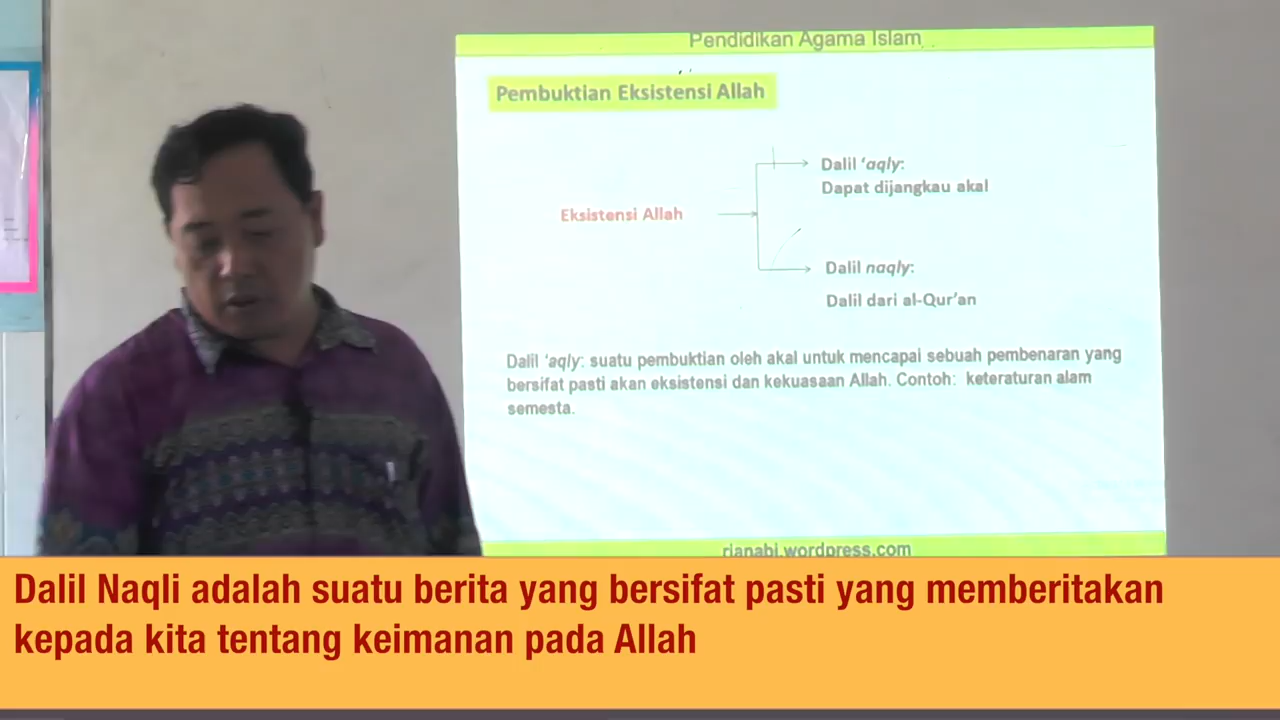 Pendidikan Agama Islam
Pembuktian Eksistensi Allah
Dalil ‘aqly:
Dapat dijangkau akal
Eksistensi Allah
Dalil naqly:
Dalil dari al-Qur’an
Dalil ‘aqly: suatu pembuktian oleh akal untuk mencapai sebuah pembenaran yang
bersifat pasti akan eksistensi dan kekuasaan Allah. Contoh: keteraturan alam
semesta.
rianabi.wordpress.com
Dalil Naqli adalah suatu berita yang bersifat pasti yang memberitakan
kepada kita tentang keimanan pada Allah